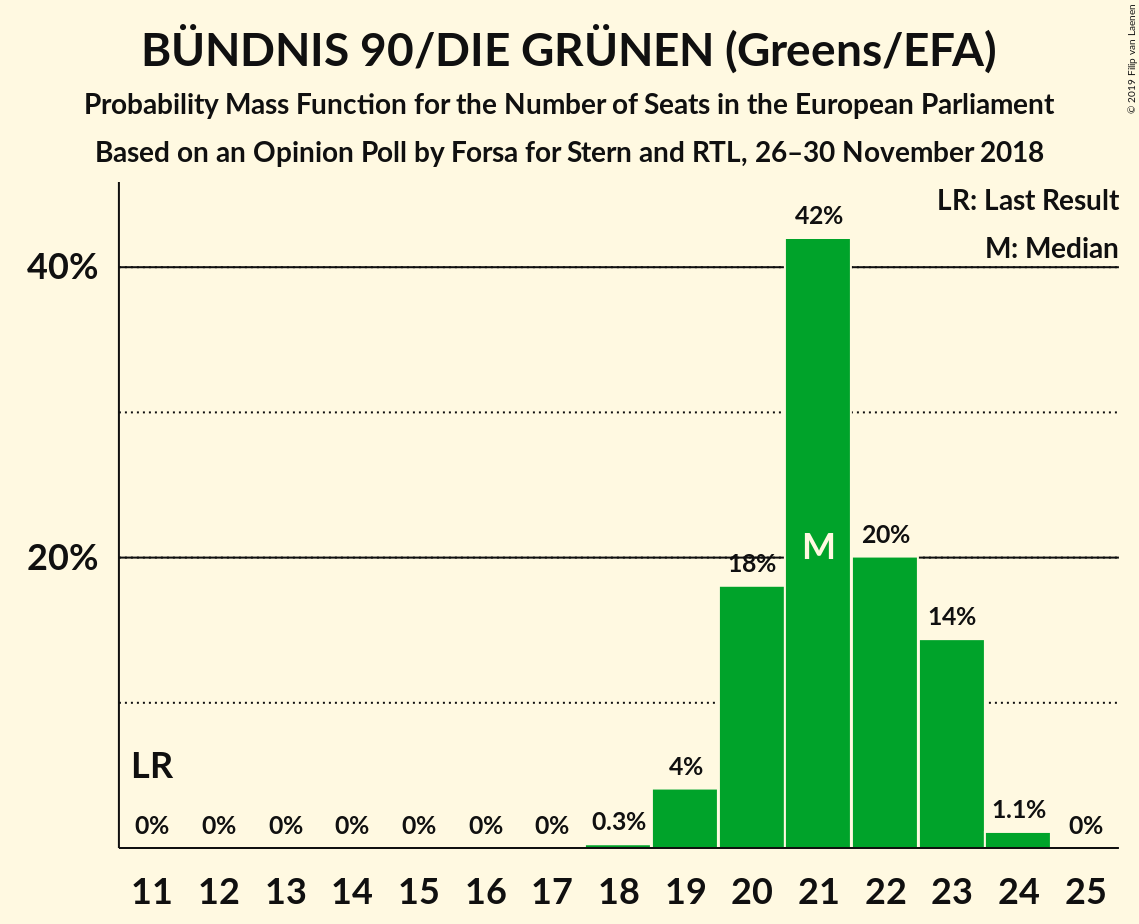 BÜNDNIS 90/DIE GRÜNEN (Greens/EFA)
Probability Mass Function for the Number of Seats in the European Parliament
Based on an Opinion Poll by Forsa for Stern and RTL, 26–30 November 2018
© 2019 Filip van Laenen
LR: Last Result
M: Median
40%
20%
42%
M
18%
20%
14%
LR
4%
0% 0% 0% 0% 0% 0% 0% 0.3% 1.1% 0%
11 12 13 14 15 16 17 18 19 20 21 22 23 24 25